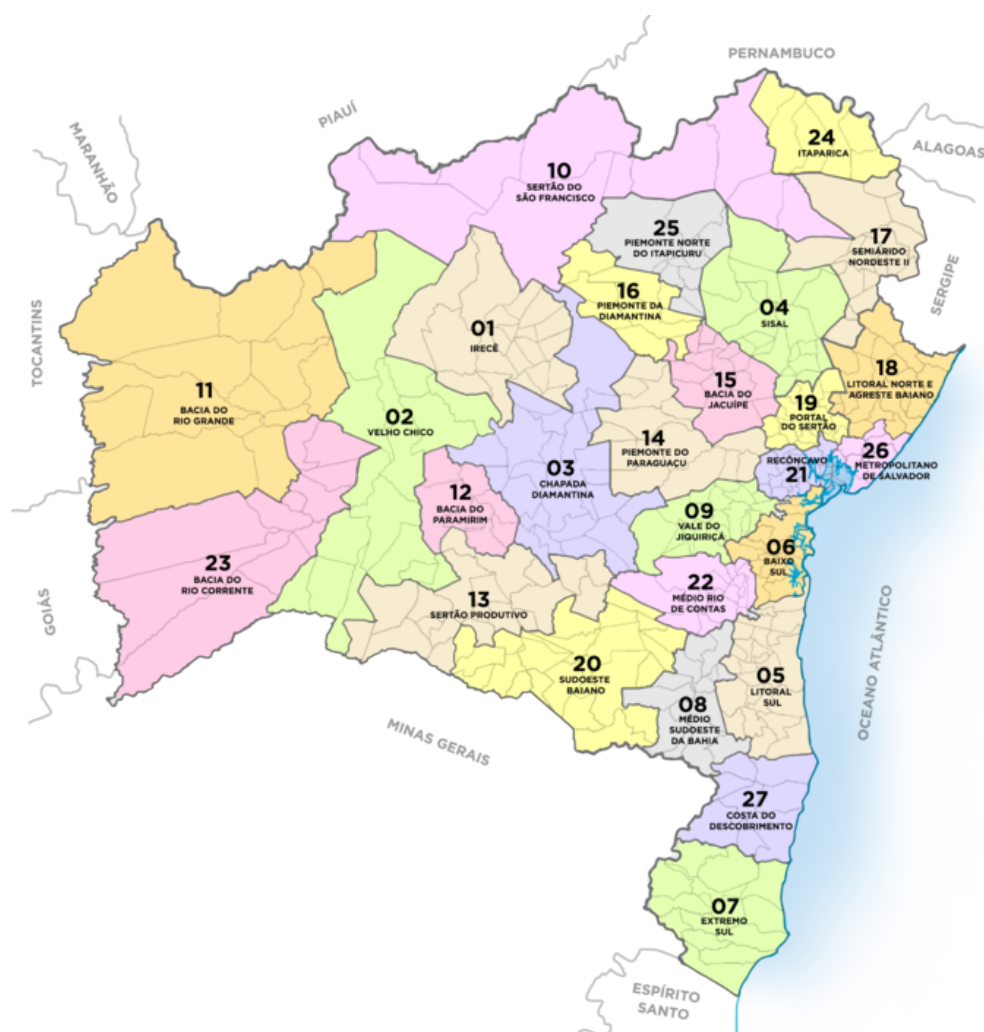 PERNAMBUCO
PIAUÍ
MARANHÃO
24
ITAPARICA
ALAGOAS
10
SERTÃO DO
SÃO FRANCISCO
25
PIEMONTE NORTE
DO ITAPICURU
17
SEMIÁRIDO
NORDESTE II
SERGIPE
16
PIEMONTE DA
DIAMANTINA
04
SISAL
01
IRECÊ
TOCANTINS
11
BACIA DO
RIO GRANDE
02
VELHO CHICO
15
BACIA DO
JACUÍPE
18
LITORAL NORTE E
AGRESTE BAIANO
19
PORTAL
DO SERTÃO
14
PIEMONTE DO
PARAGUAÇU
26
METROPOLITANO
DE SALVADOR
RECÔNCAVO
21
03
CHAPADA
DIAMANTINA
12
BACIA DO
PARAMIRIM
09
VALE DO
JIQUIRIÇÁ
06
BAIXO
SUL
23
BACIA DO
RIO CORRENTE
GOIÁS
22
MÉDIO RIO
DE CONTAS
13
SERTÃO PRODUTIVO
20
SUDOESTE
BAIANO
05
LITORAL
SUL
OCEANO ATLÂNTICO
08
MÉDIO
SUDOESTE
DA BAHIA
MINAS GERAIS
27
COSTA DO
DESCOBRIMENTO
07
EXTREMO
SUL
ESPÍRITO
SANTO